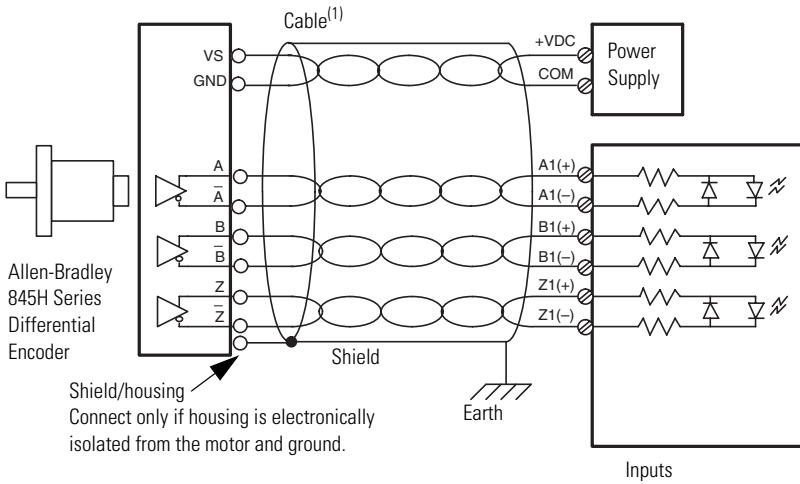 Cable(1)
VS
GND
+VDC
COM
Power
Supply
A
A̅
B
B̅
Z
Z̅
A1(+)
A1(–)
B1(+)
B1(–)
Z1(+)
Z1(–)
Allen-Bradley
845H Series
Differential
Encoder
Shield
Shield/housing
Connect only if housing is electronically
isolated from the motor and ground.
Earth
Inputs